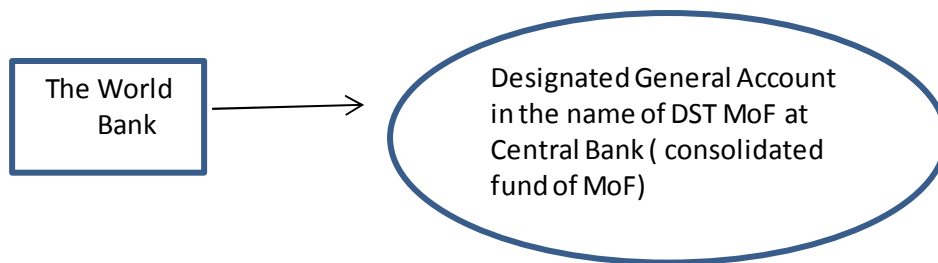 The World
Bank
Designated General Account
in the name of DST MoF at
Central Bank ( consolidated
fund of MoF)